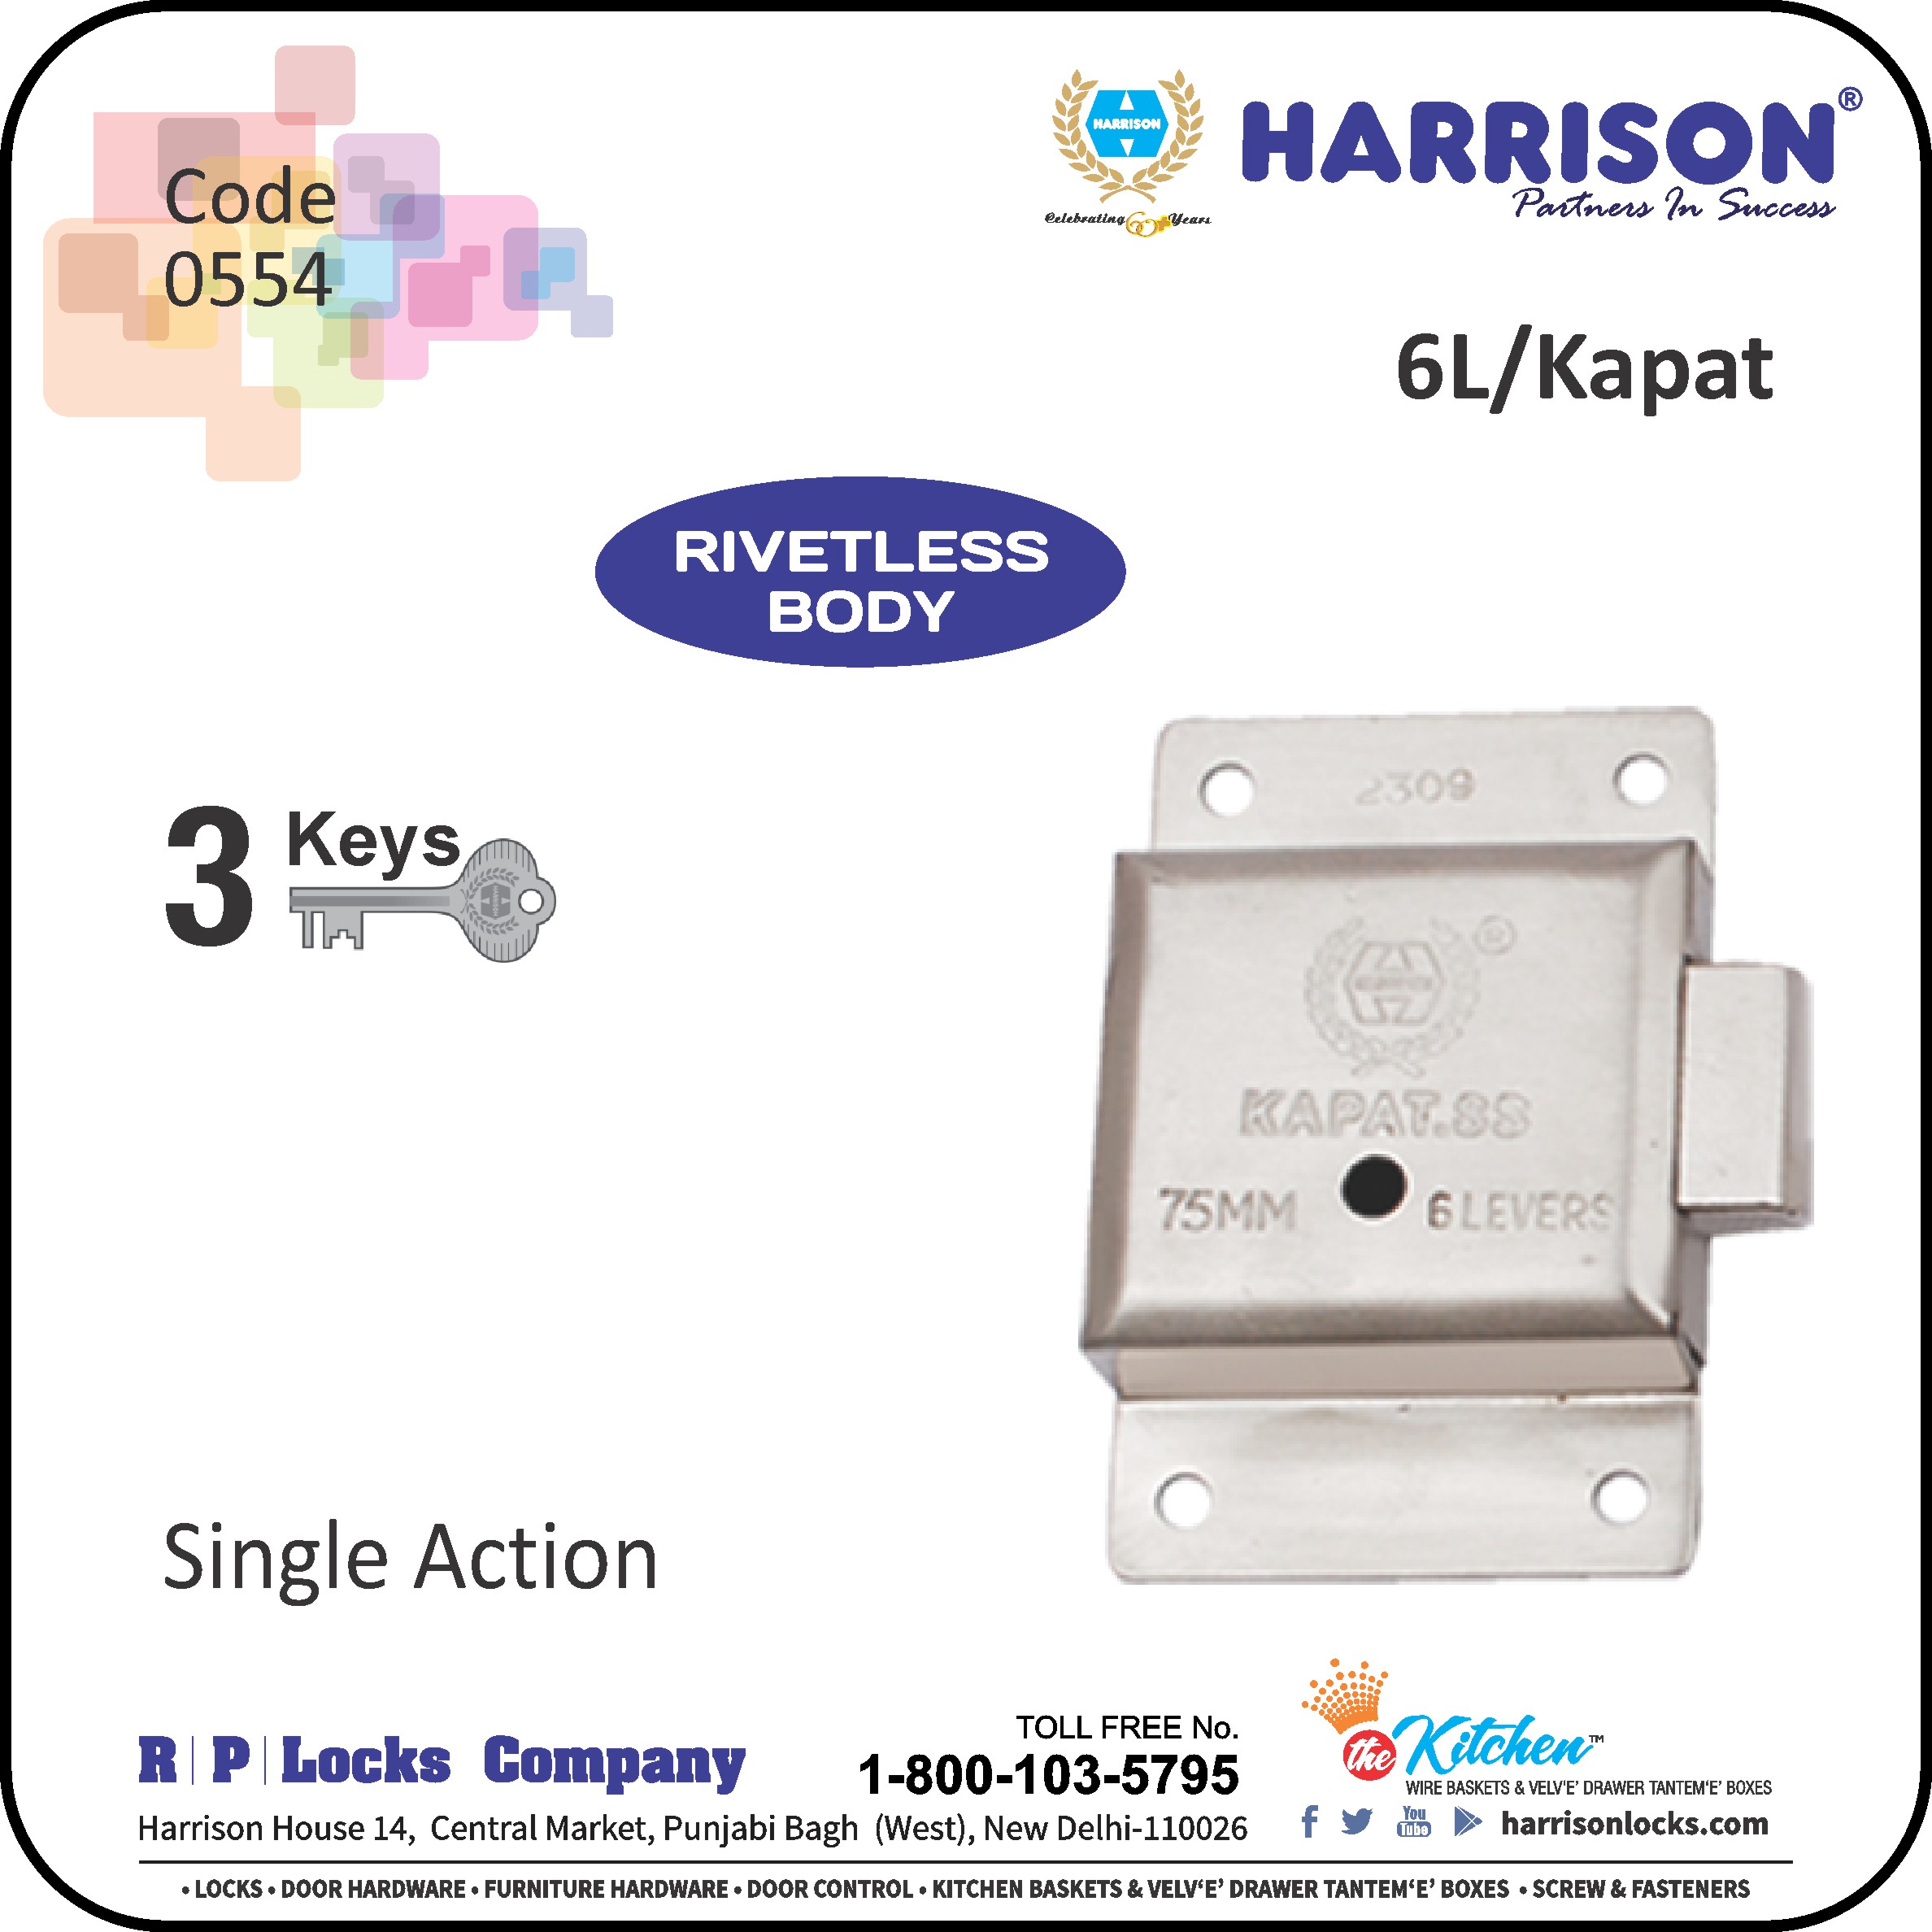 Code
0554
HARRISON
Celebrating 60+ Years
HARRISON®
Partners In Success
6L/Kapat
RIVETLESS
BODY
3 Keys
2309
®
KAPAT.SS
75MM 6 LEVERS
Single Action
R P Locks Company
TOLL FREE No.
1-800-103-5795
the Kitchen™
WIRE BASKETS & VELV'E' DRAWER TANTEM'E' BOXES
Harrison House 14, Central Market, Punjabi Bagh (West), New Delhi-110026
You
Tube
harrisonlocks.com
• LOCKS • DOOR HARDWARE • FURNITURE HARDWARE • DOOR CONTROL • KITCHEN BASKETS & VELV‘E’ DRAWER TANTEM‘E’ BOXES • SCREW & FASTENERS